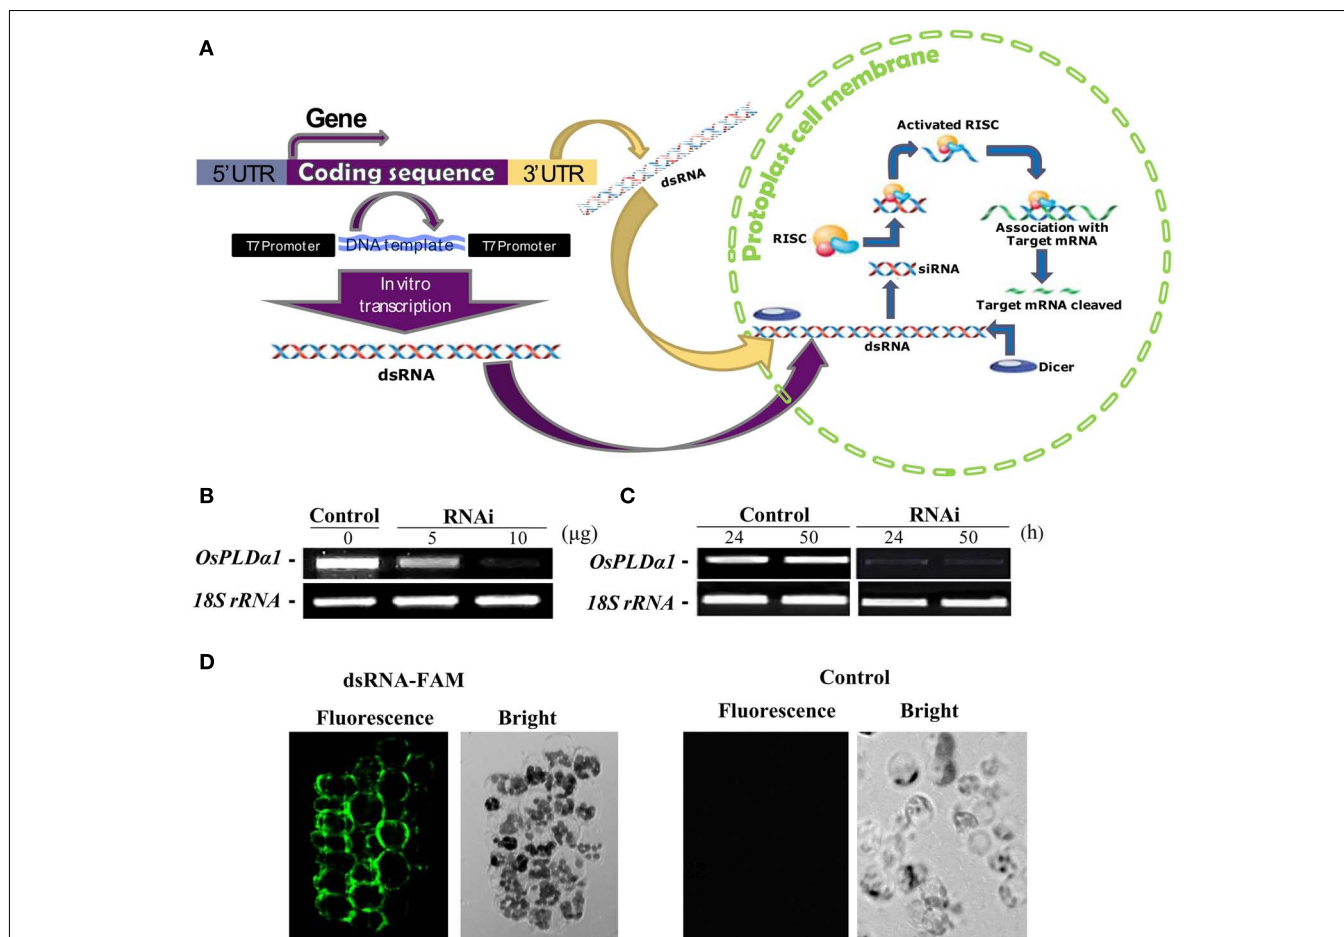 A
Gene
5' UTR
Coding sequence
3' UTR
dsRNA
T7 Promoter
DNA template
T7 Promoter
In vitro
transcription
dsRNA
Protoplast cell membrane
Activated RISC
RISC
Association with
Target mRNA
siRNA
Target mRNA cleaved
dsRNA
Dicer
B
Control
RNAi
0
5
10
(µg)
OsPLDα1 -
18S rRNA -
C
Control
RNAi
24
50
24
50
(h)
OsPLDα1 -
18S rRNA -
D
dsRNA-FAM
Fluorescence
Bright
Control
Fluorescence
Bright